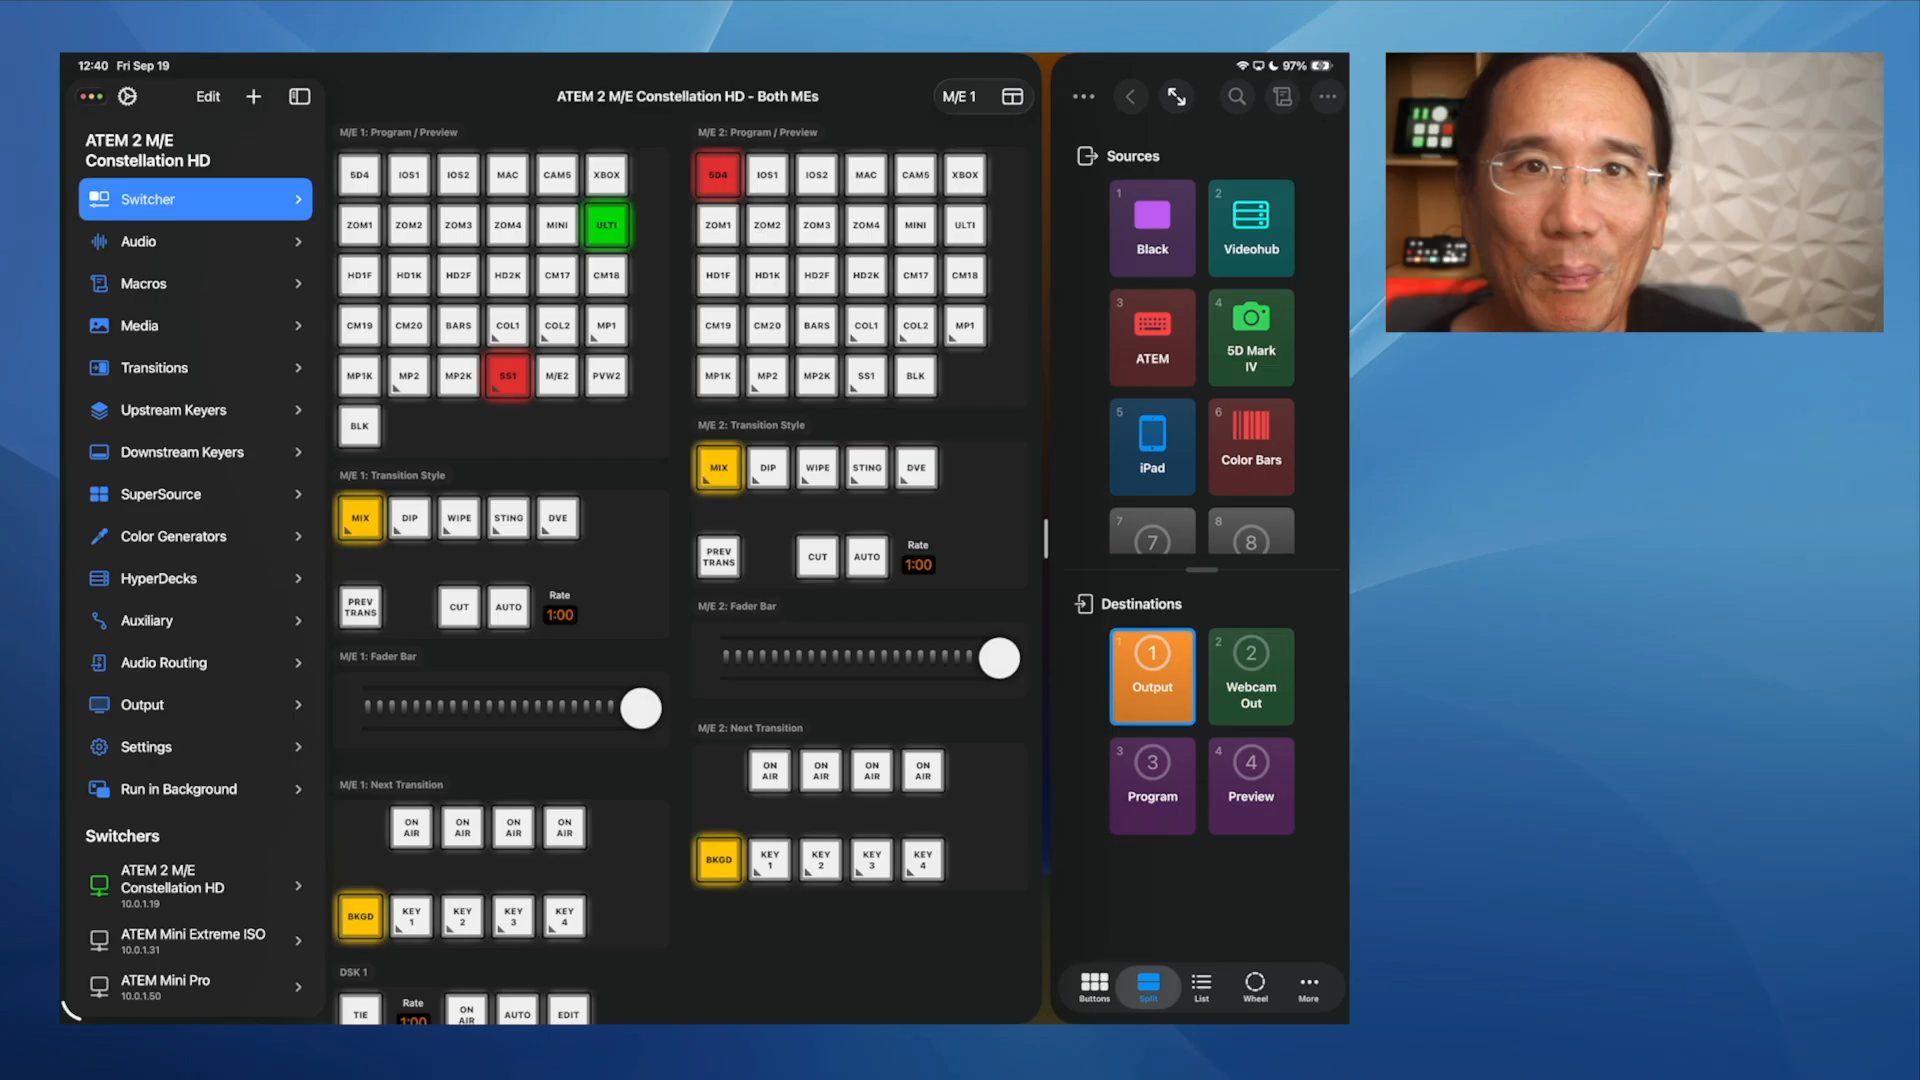 12:40 Fri Sep 19
97%
Edit
ATEM 2 M/E Constellation HD - Both MEs
M/E 1
ATEM 2 M/E
Constellation HD
Switcher
Audio
Macros
Media
Transitions
Upstream Keyers
Downstream Keyers
SuperSource
Color Generators
HyperDecks
Auxiliary
Audio Routing
Output
Settings
Run in Background
Switchers
ATEM 2 M/E
Constellation HD
10.0.1.19
ATEM Mini Extreme ISO
10.0.1.31
ATEM Mini Pro
10.0.1.50
M/E 1: Program / Preview
5D4 IOS1 IOS2 MAC CAM5 XBOX
ZOM1 ZOM2 ZOM3 ZOM4 MINI ULTI
HD1F HD1K HD2F HD2K CM17 CM18
CM19 CM20 BARS COL1 COL2 MP1
MP1K MP2 MP2K SS1 M/E2 PVW2
BLK
M/E 1: Transition Style
MIX DIP WIPE STING DVE
PREV
TRANS
CUT AUTO
Rate
1:00
M/E 1: Fader Bar
M/E 1: Next Transition
ON
AIR
ON
AIR
ON
AIR
ON
AIR
BKGD
KEY
1
KEY
2
KEY
3
KEY
4
DSK 1
TIE
Rate
1:00
ON
AIR
AUTO EDIT
M/E 2: Program / Preview
5D4 IOS1 IOS2 MAC CAM5 XBOX
ZOM1 ZOM2 ZOM3 ZOM4 MINI ULTI
HD1F HD1K HD2F HD2K CM17 CM18
CM19 CM20 BARS COL1 COL2 MP1
MP1K MP2 MP2K SS1 BLK
M/E 2: Transition Style
MIX DIP WIPE STING DVE
PREV
TRANS
CUT AUTO
Rate
1:00
M/E 2: Fader Bar
M/E 2: Next Transition
ON
AIR
ON
AIR
ON
AIR
ON
AIR
BKGD
KEY
1
KEY
2
KEY
3
KEY
4
Sources
1
Black
2
Videohub
3
ATEM
4
5D Mark
IV
5
iPad
6
Color Bars
7
7
8
8
Destinations
1
1
Output
2
2
Webcam
Out
3
3
Program
4
4
Preview
Buttons Split List Wheel More